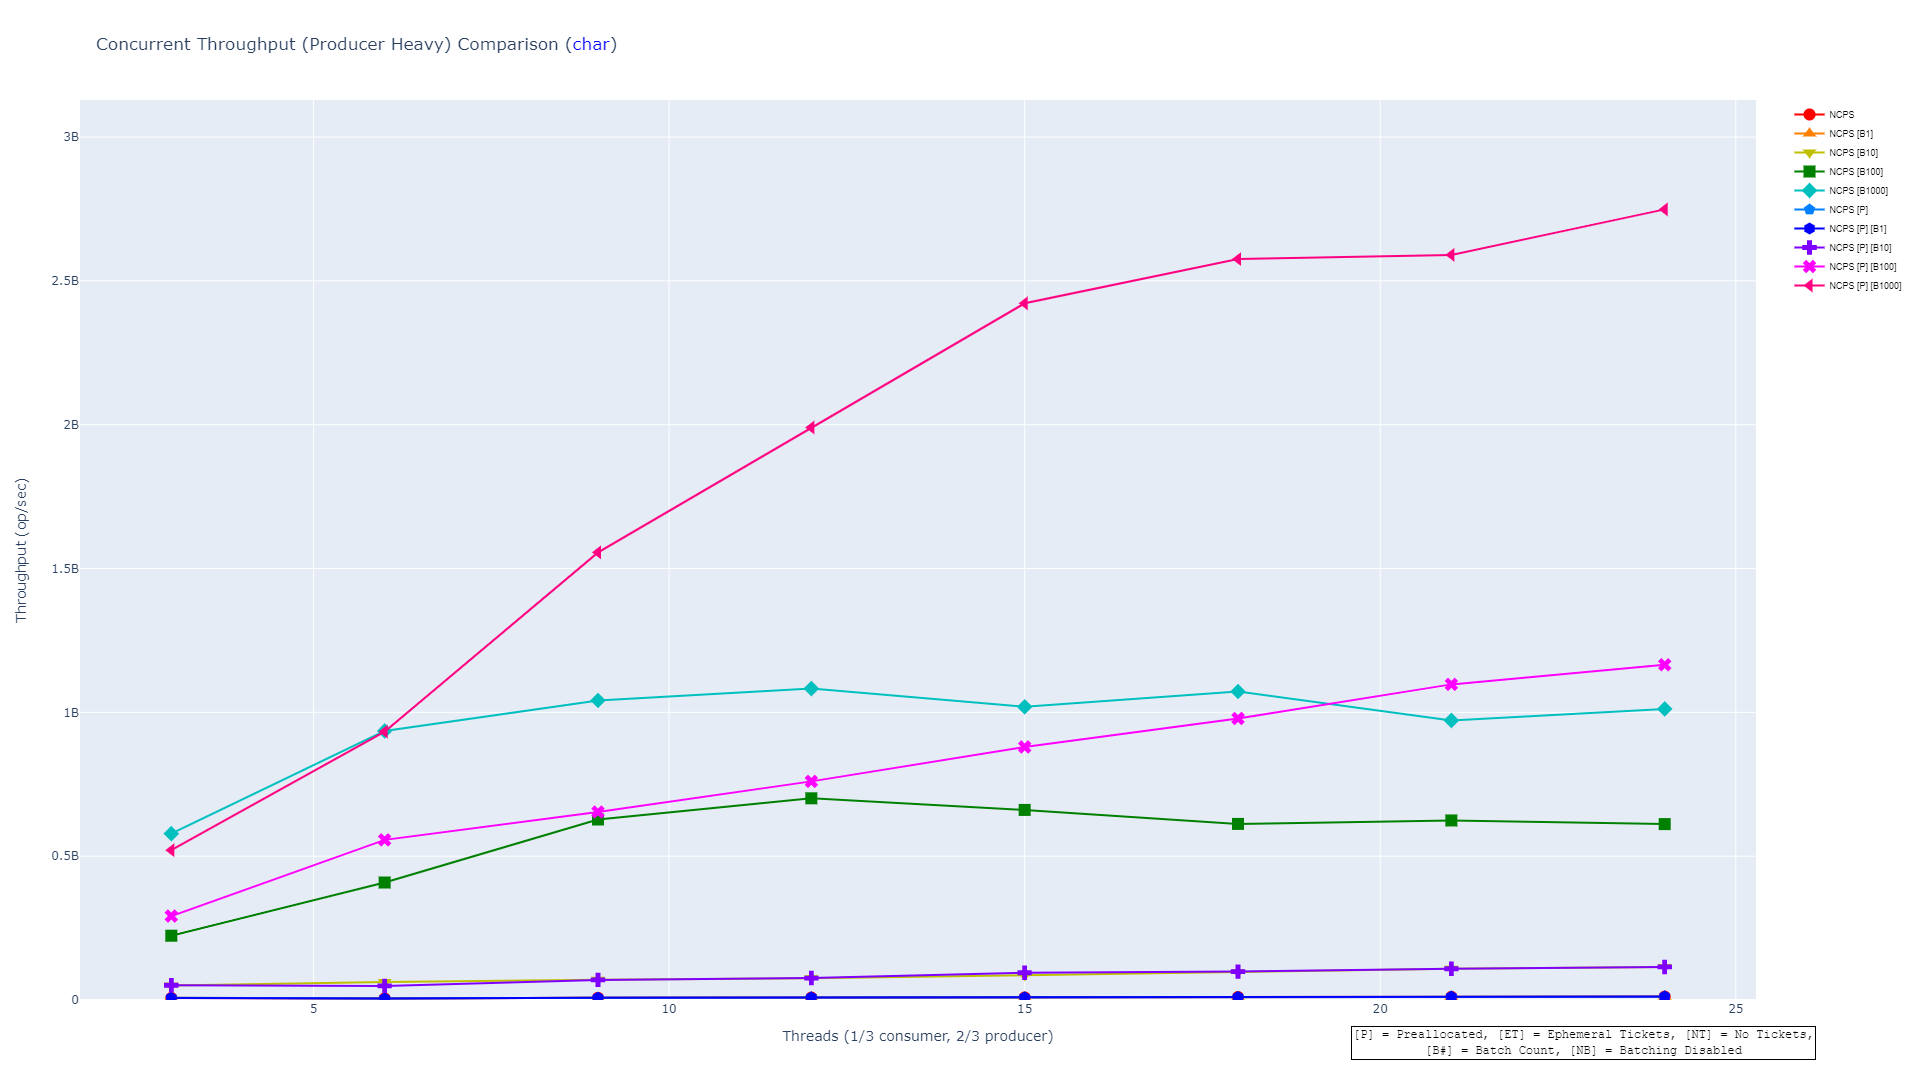 Concurrent Throughput (Producer Heavy) Comparison (char)
3B
2.5B
2B
1.5B
1B
0.5B
0
Throughput (op/sec)
5
10
15
20
25
Threads (1/3 consumer, 2/3 producer)
NCPS
NCPS [B1]
NCPS [B10]
NCPS [B100]
NCPS [B1000]
NCPS [P]
NCPS [P] [B1]
NCPS [P] [B10]
NCPS [P] [B100]
NCPS [P] [B1000]
[P] = Preallocated, [ET] = Ephemeral Tickets, [NT] = No Tickets,
[B#] = Batch Count, [NB] = Batching Disabled